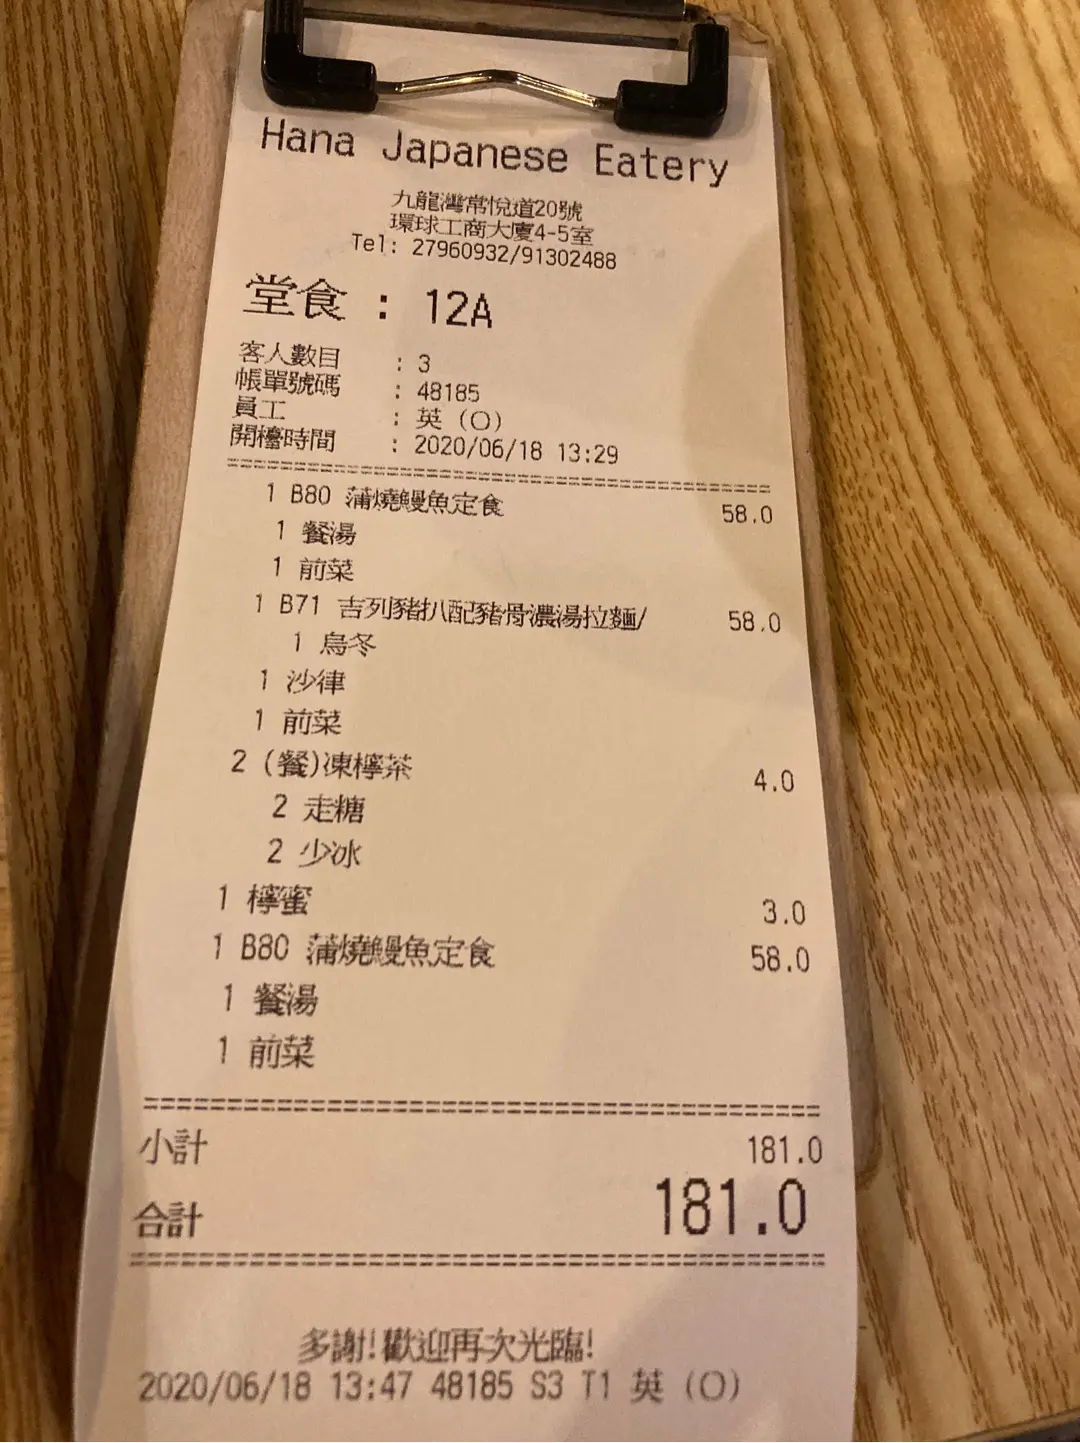 Hana Japanese Eatery
九龍灣常悅道20號
環球工商大廈4-5室
Tel: 27960932/91302488
堂食 : 12A
客人數目 : 3
帳單號碼 : 48185
員工 : 英 (O)
開檯時間 : 2020/06/18 13:29
1 B80 蒲燒鰻魚定食 58.0
1 餐湯
1 前菜
1 B71 吉列豬扒配豬骨濃湯拉麵/ 58.0
1 烏冬
1 沙律
1 前菜
2 (餐)凍檸茶 4.0
2 走糖
2 少冰
1 檸蜜 3.0
1 B80 蒲燒鰻魚定食 58.0
1 餐湯
1 前菜
小計 181.0
合計 181.0
多謝!歡迎再次光臨!
2020/06/18 13:47 48185 S3 T1 英 (O)